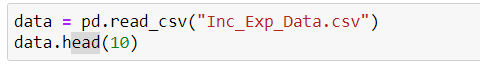 data = pd.read_csv("Inc_Exp_Data.csv")
data.head(10)